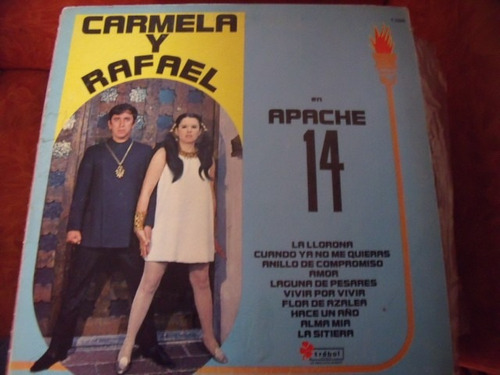 CARMELA
Y
RAFAEL
en
APACHE
14
LA LLORONA
CUANDO YA NO ME QUIERAS
ANILLO DE COMPROMISO
AMOR
LAGUNA DE PESARES
VIVIR POR VIVIR
FLOR DE AZALEA
HACE UN AÑO
ALMA MIA
LA SITIERA
trébol